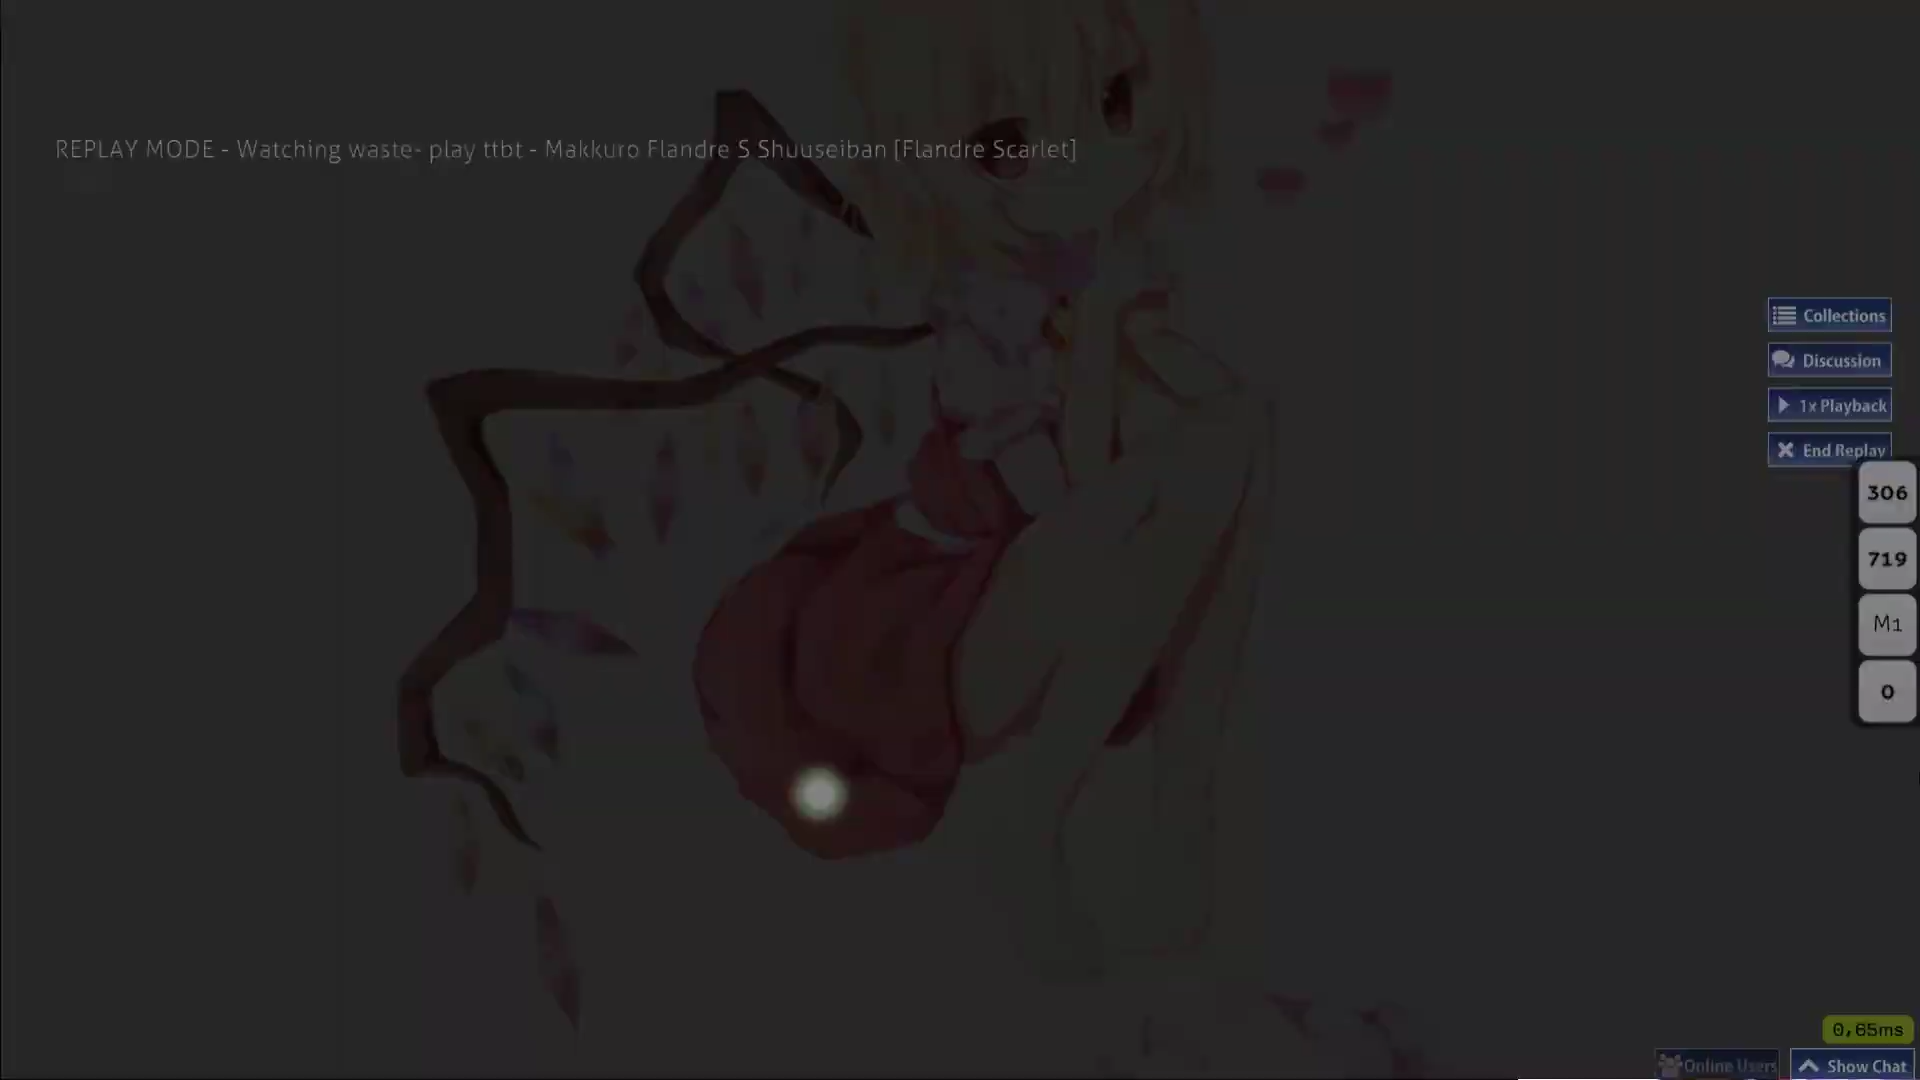 REPLAY MODE - Watching waste- play ttbt - Makkuro Flandre S Shuuseiban [Flandre Scarlet]
Collections
Discussion
1x Playback
End Replay
306
719
M1
0
0,65ms
Online Users
Show Chat